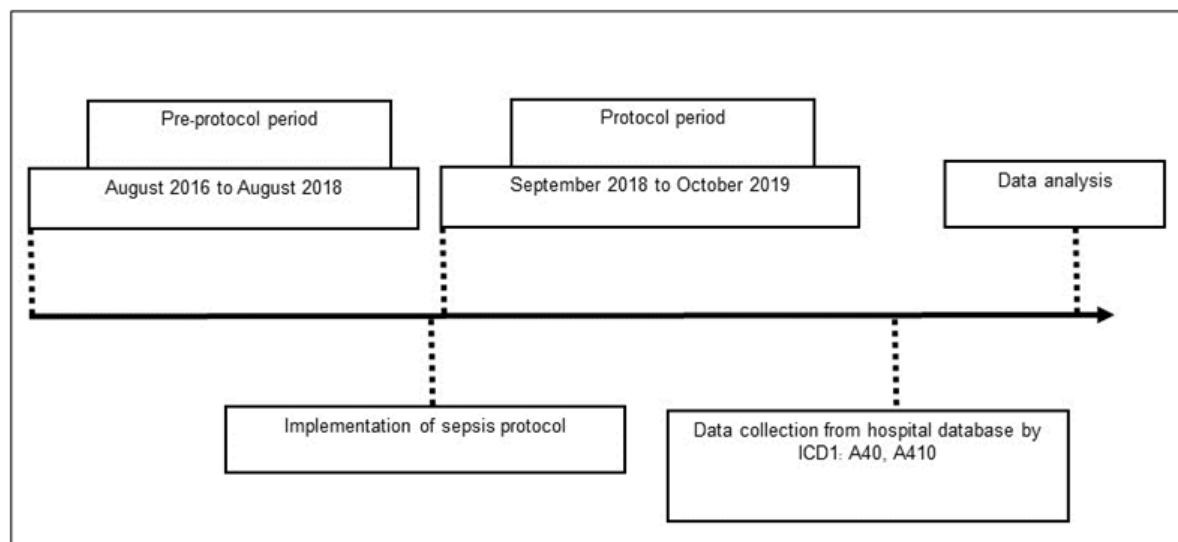 Pre-protocol period
Protocol period
August 2016 to August 2018
September 2018 to October 2019
Data analysis
Implementation of sepsis protocol
Data collection from hospital database by
ICD1: A40, A410